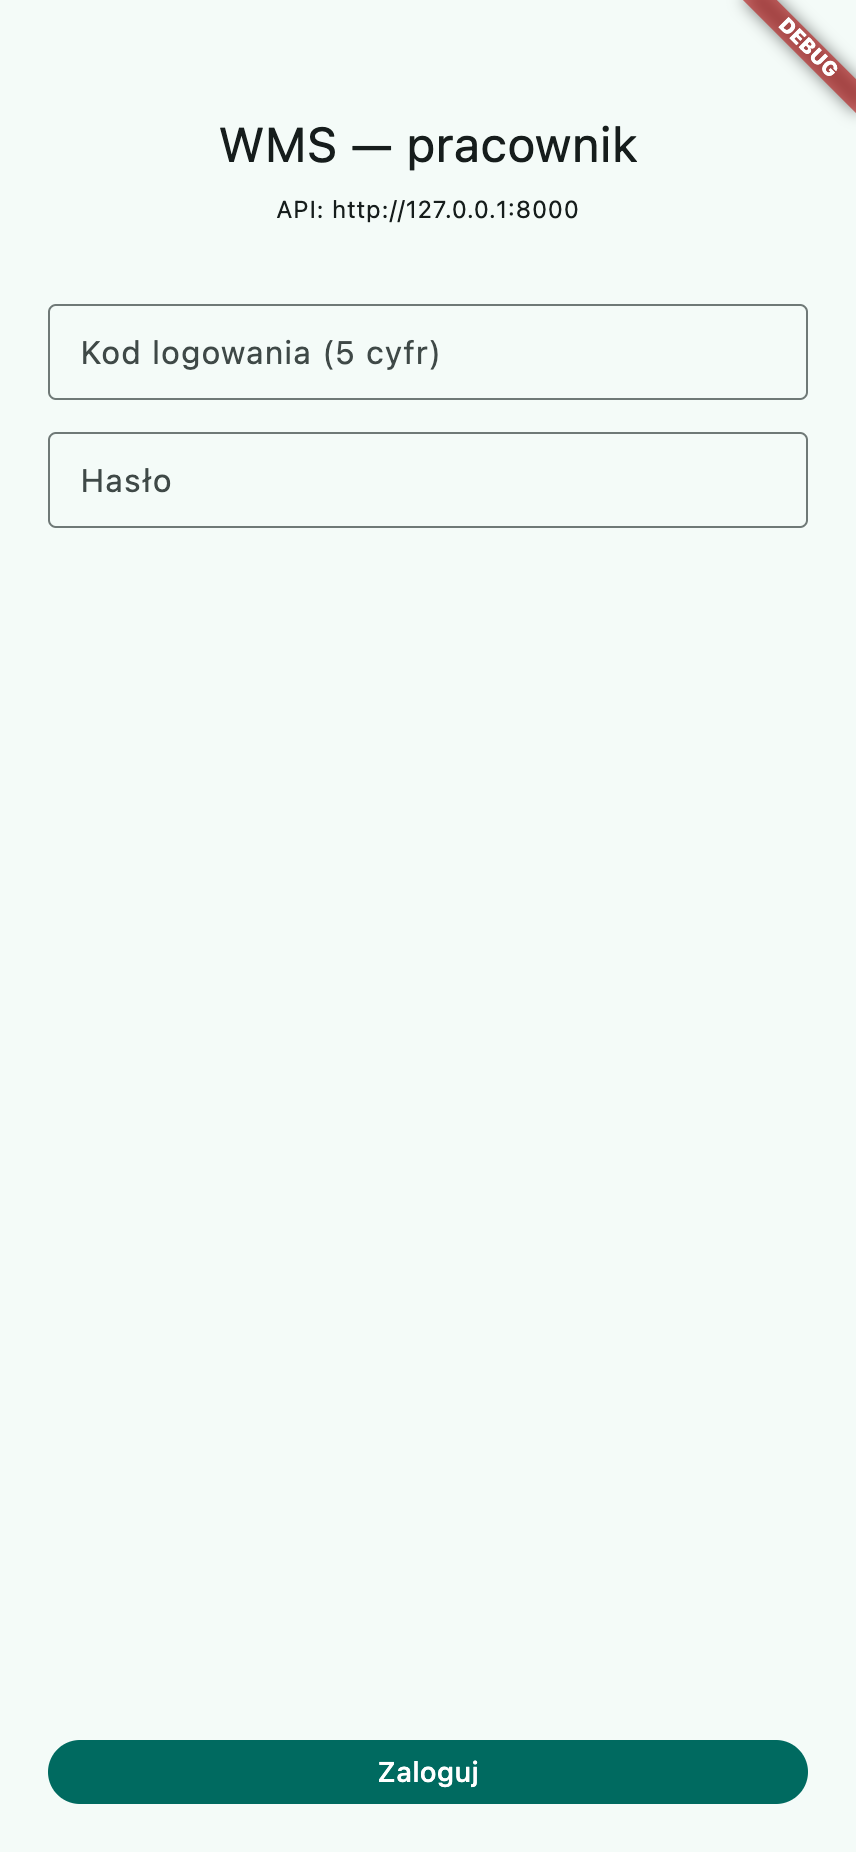 DEBUG
WMS — pracownik
API: http://127.0.0.1:8000
Kod logowania (5 cyfr)
Hasło
Zaloguj